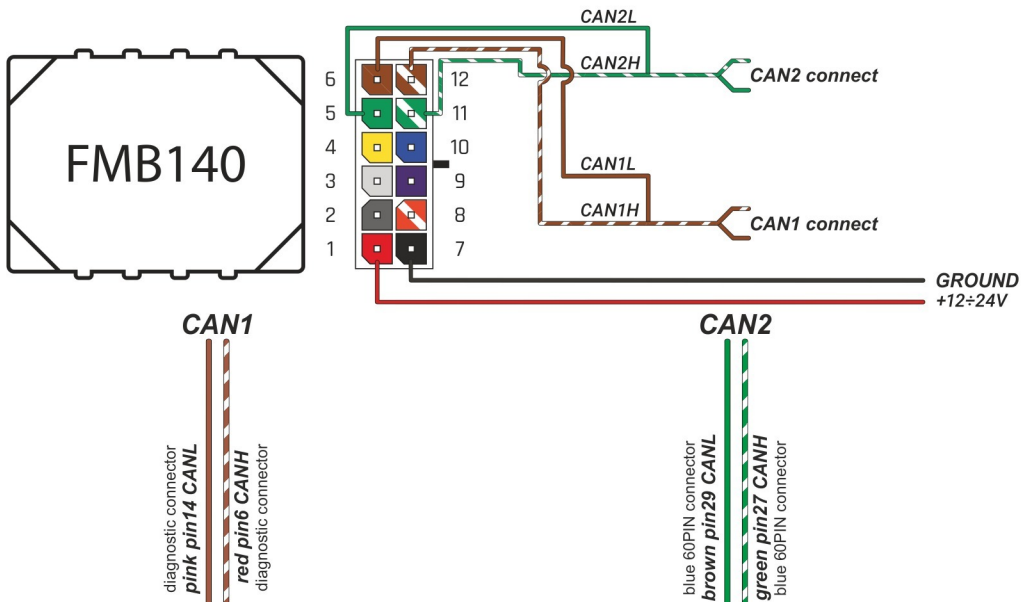 CAN2L
FMB140
6
12
CAN2H
CAN2 connect
5
11
4
10
3
9
CAN1L
2
8
CAN1H
CAN1 connect
1
7
GROUND
+12÷24V
CAN1
CAN2
diagnostic connector
pink pin14 CANL
red pin6 CANH
diagnostic connector
blue 60PIN connector
brown pin29 CANL
green pin27 CANH
blue 60PIN connector